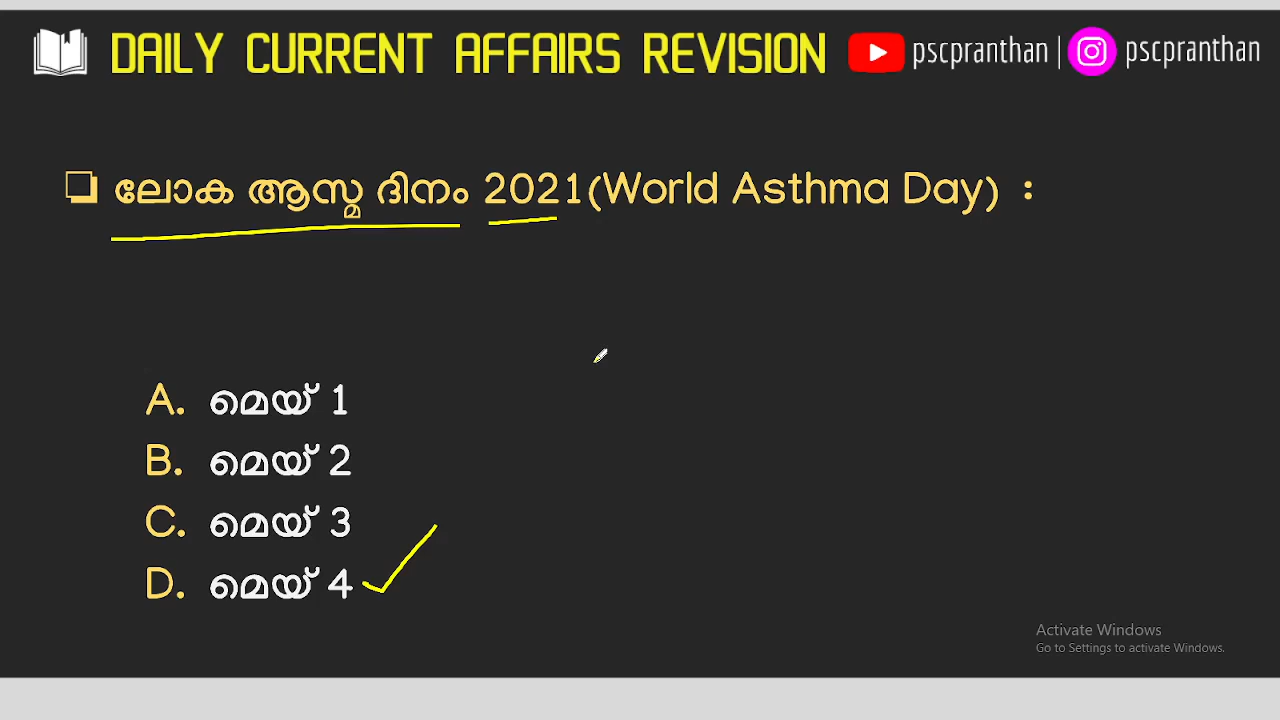 DAILY CURRENT AFFAIRS REVISION pscpranthan | pscpranthan
ലോക ആസ്മ ദിനം 2021(World Asthma Day) :
A. മെയ് 1
B. മെയ് 2
C. മെയ് 3
D. മെയ് 4
Activate Windows
Go to Settings to activate Windows.